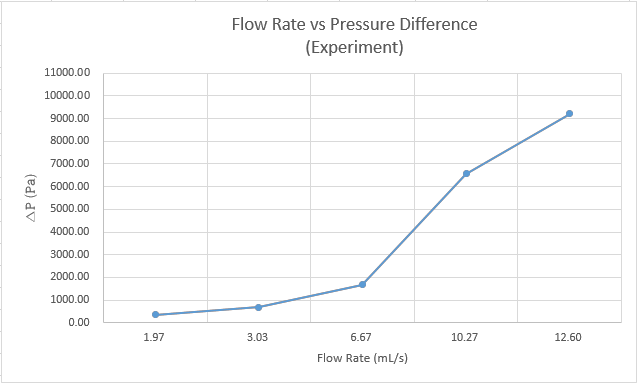 Flow Rate vs Pressure Difference
(Experiment)
11000.00
10000.00
9000.00
8000.00
7000.00
6000.00
5000.00
4000.00
3000.00
2000.00
1000.00
0.00
△P (Pa)
1.97 3.03 6.67 10.27 12.60
Flow Rate (mL/s)